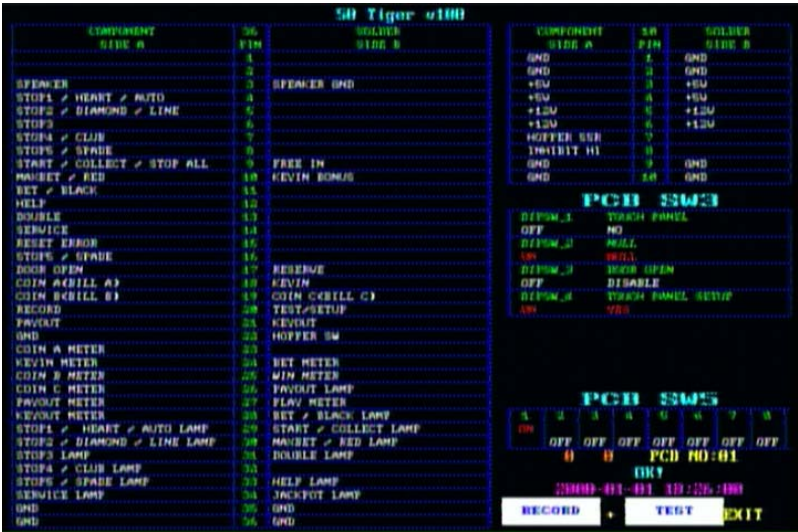 50 Tiger v100
COMPONENT SIDE A 36 PIN SOLDER SIDE B
1
2
SPEAKER 3 SPEAKER GND
STOP1 / HEART / AUTO 4
STOP2 / DIAMOND / LINE 5
STOP3 6
STOP4 / CLUB 7
STOP5 / SPADE 8
START / COLLECT / STOP ALL 9 FREE IN
MAXBET / RED 10 KEVIN BONUS
BET / BLACK 11
HELP 12
DOUBLE 13
SERVICE 14
RESET ERROR 15
STOP5 / SPADE 16
DOOR OPEN 17 RESERVE
COIN A(BILL A) 18 KEVIN
COIN B(BILL B) 19 COIN C(BILL C)
RECORD 20 TEST/SETUP
PAYOUT 21 KEYOUT
GND 22 HOPPER SW
COIN A METER 23
KEVIN METER 24 BET METER
COIN B METER 25 WIN METER
COIN C METER 26 PAYOUT LAMP
PAYOUT METER 27 PLAY METER
KEYOUT METER 28 BET / BLACK LAMP
STOP1 / HEART / AUTO LAMP 29 START / COLLECT LAMP
STOP2 / DIAMOND / LINE LAMP 30 MAXBET / RED LAMP
STOP3 LAMP 31 DOUBLE LAMP
STOP4 / CLUB LAMP 32
STOP5 / SPADE LAMP 33 HELP LAMP
SERVICE LAMP 34 JACKPOT LAMP
GND 35 GND
GND 36 GND
COMPONENT SIDE A 10 PIN SOLDER SIDE B
GND 1 GND
GND 2 GND
+5V 3 +5V
+5V 4 +5V
+12V 5 +12V
+12V 6 +12V
HOPPER SSR 7
INHIBIT HI 8
GND 9 GND
GND 10 GND
PCB SW3
DIPSW_1 TOUCH PANEL
OFF NO
DIPSW_2 NULL
ON NULL
DIPSW_3 DOOR OPEN
OFF DISABLE
DIPSW_4 TOUCH PANEL SETUP
ON YES
PCB SW5
1 2 3 4 5 6 7 8
ON OFF OFF OFF OFF OFF OFF OFF
0 0 PCB NO:01
OK!
2000-01-01
RECORD + TEST EXIT